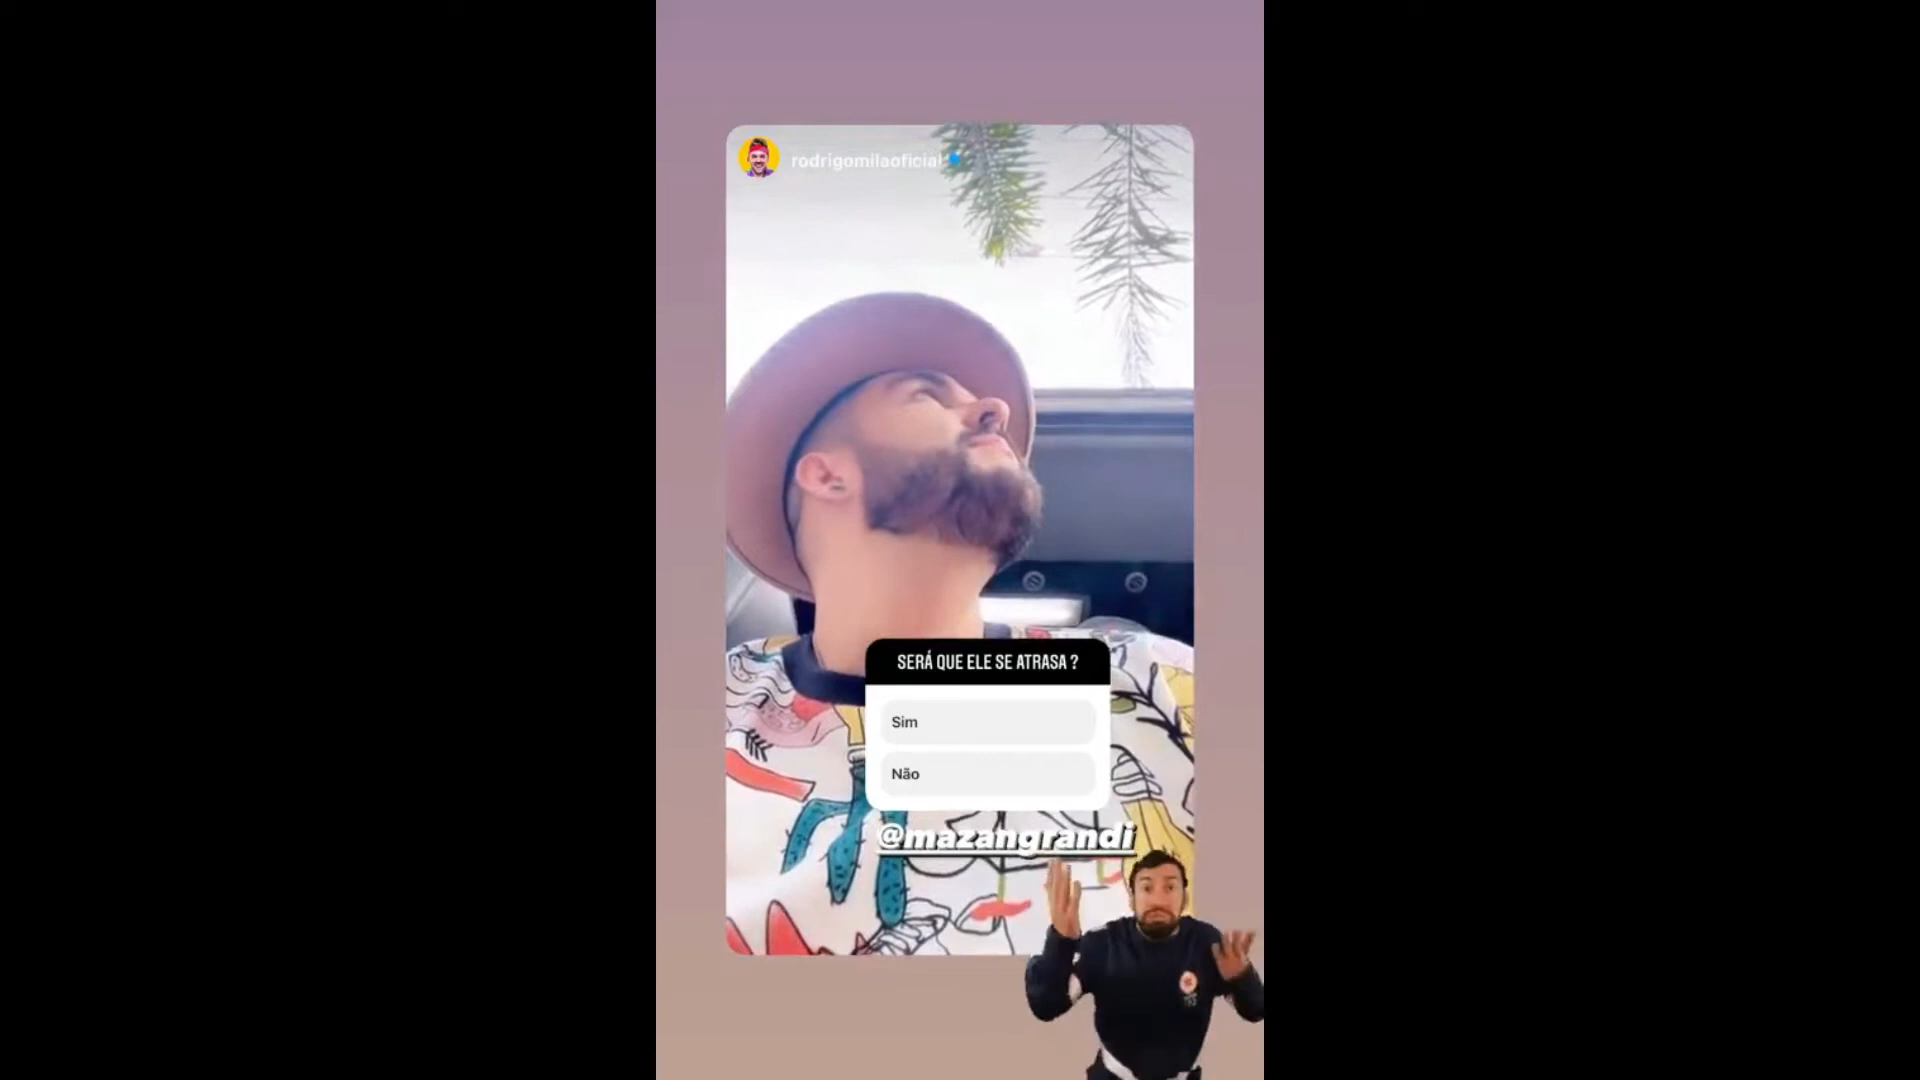 rodrigomilaoficial
SERÁ QUE ELE SE ATRASA ?
Sim
Não
@mazangrandi